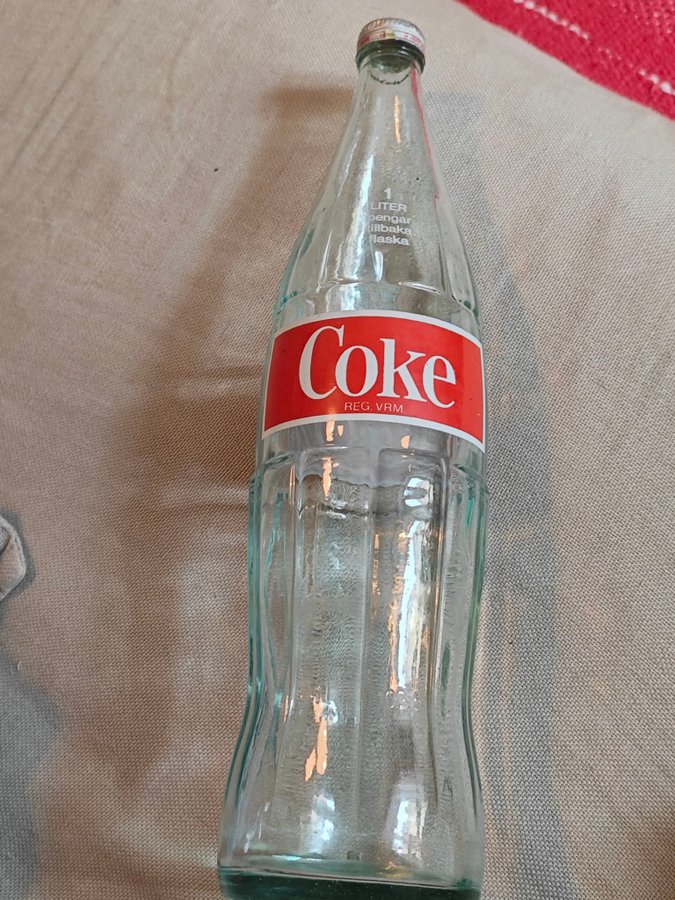 1
LITER
pengar
tillbaka
flaska
Coke
REG. VRM.